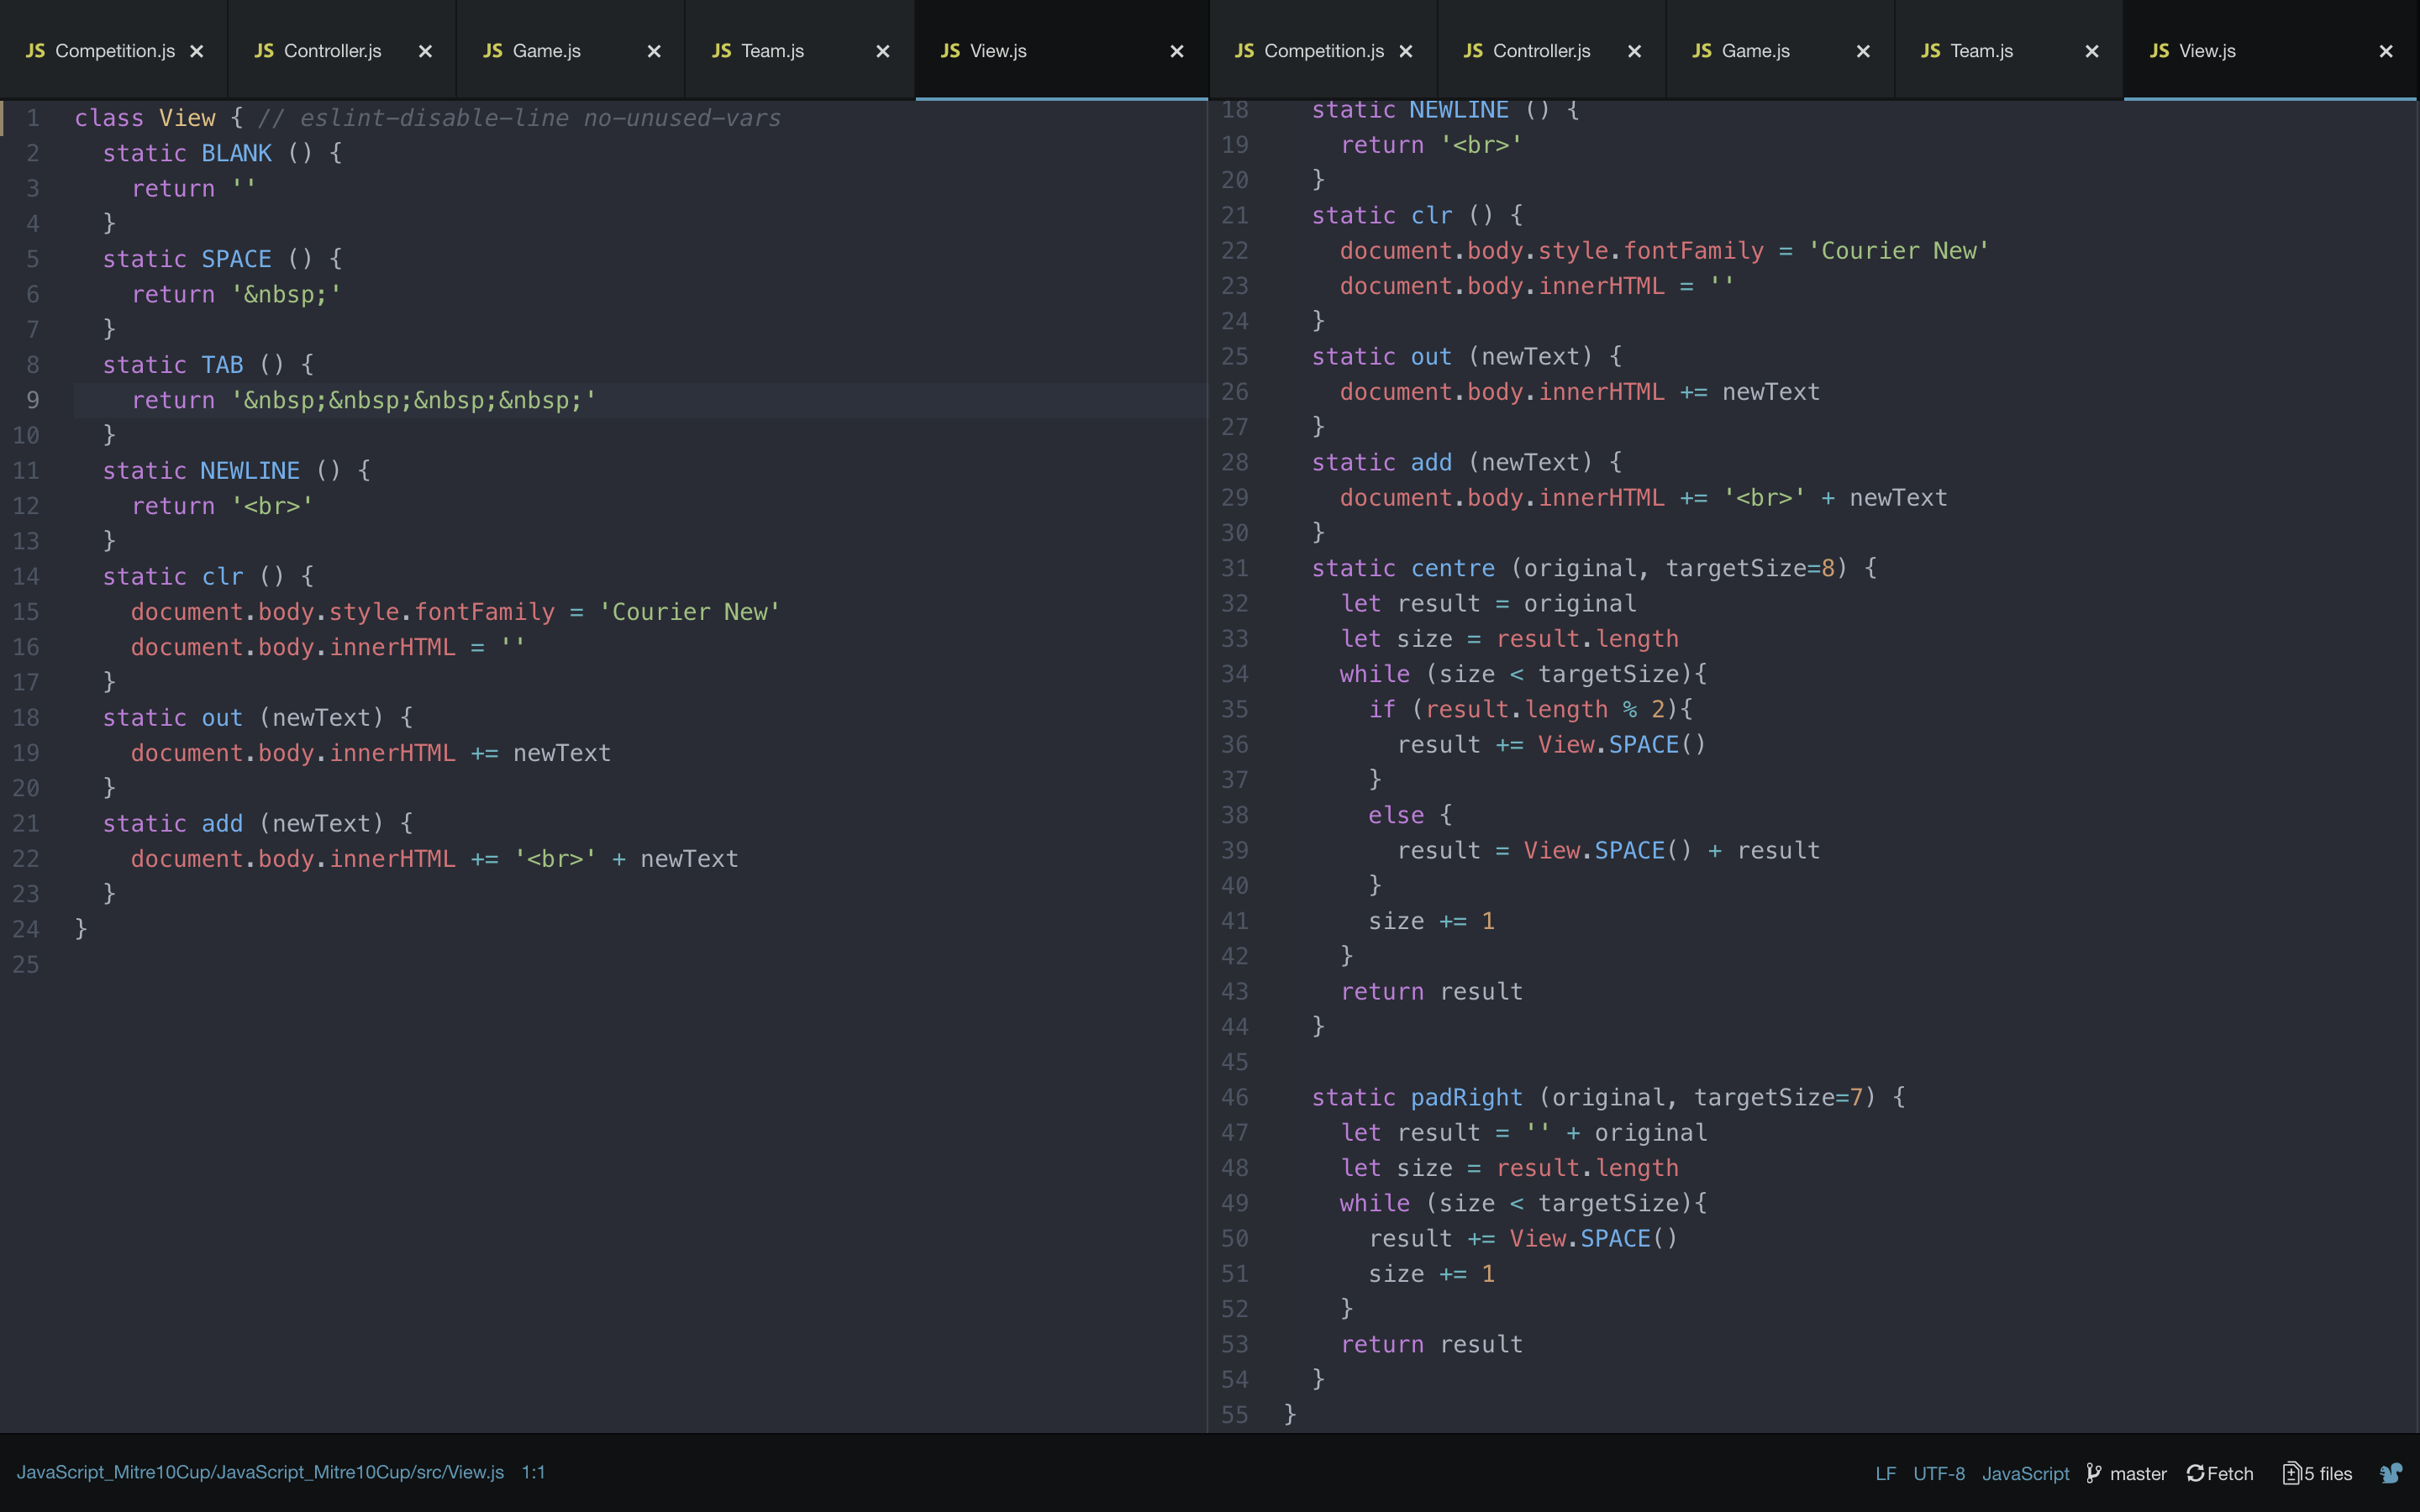 JS Competition.js × JS Controller.js × JS Game.js × JS Team.js × JS View.js × JS Competition.js × JS Controller.js × JS Game.js × JS Team.js × JS View.js ×
1 class View { // eslint-disable-line no-unused-vars
2   static BLANK () {
3     return ''
4   }
5   static SPACE () {
6     return '&nbsp;'
7   }
8   static TAB () {
9     return '&nbsp;&nbsp;&nbsp;&nbsp;'
10   }
11   static NEWLINE () {
12     return '<br>'
13   }
14   static clr () {
15     document.body.style.fontFamily = 'Courier New'
16     document.body.innerHTML = ''
17   }
18   static out (newText) {
19     document.body.innerHTML += newText
20   }
21   static add (newText) {
22     document.body.innerHTML += '<br>' + newText
23   }
24 }
25
18   static NEWLINE () {
19     return '<br>'
20   }
21   static clr () {
22     document.body.style.fontFamily = 'Courier New'
23     document.body.innerHTML = ''
24   }
25   static out (newText) {
26     document.body.innerHTML += newText
27   }
28   static add (newText) {
29     document.body.innerHTML += '<br>' + newText
30   }
31   static centre (original, targetSize=8) {
32     let result = original
33     let size = result.length
34     while (size < targetSize){
35       if (result.length % 2){
36         result += View.SPACE()
37       }
38       else {
39         result = View.SPACE() + result
40       }
41       size += 1
42     }
43     return result
44   }
45
46   static padRight (original, targetSize=7) {
47     let result = '' + original
48     let size = result.length
49     while (size < targetSize){
50       result += View.SPACE()
51       size += 1
52     }
53     return result
54   }
55 }
JavaScript_Mitre10Cup/JavaScript_Mitre10Cup/src/View.js 1:1 LF UTF-8 JavaScript master Fetch 5 files